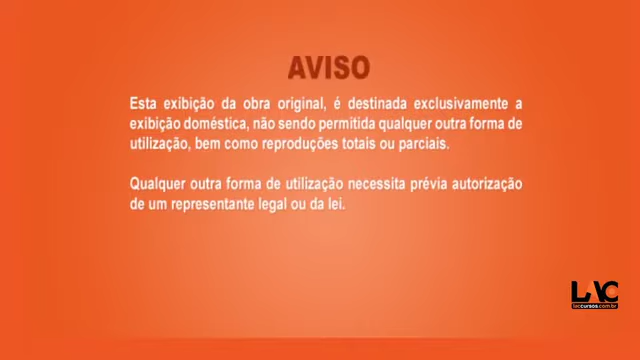 AVISO
Esta exibição da obra original, é destinada exclusivamente a
exibição doméstica, não sendo permitida qualquer outra forma de
utilização, bem como reproduções totais ou parciais.
Qualquer outra forma de utilização necessita prévia autorização
de um representante legal ou da lei.
LAC
laccursos.com.br